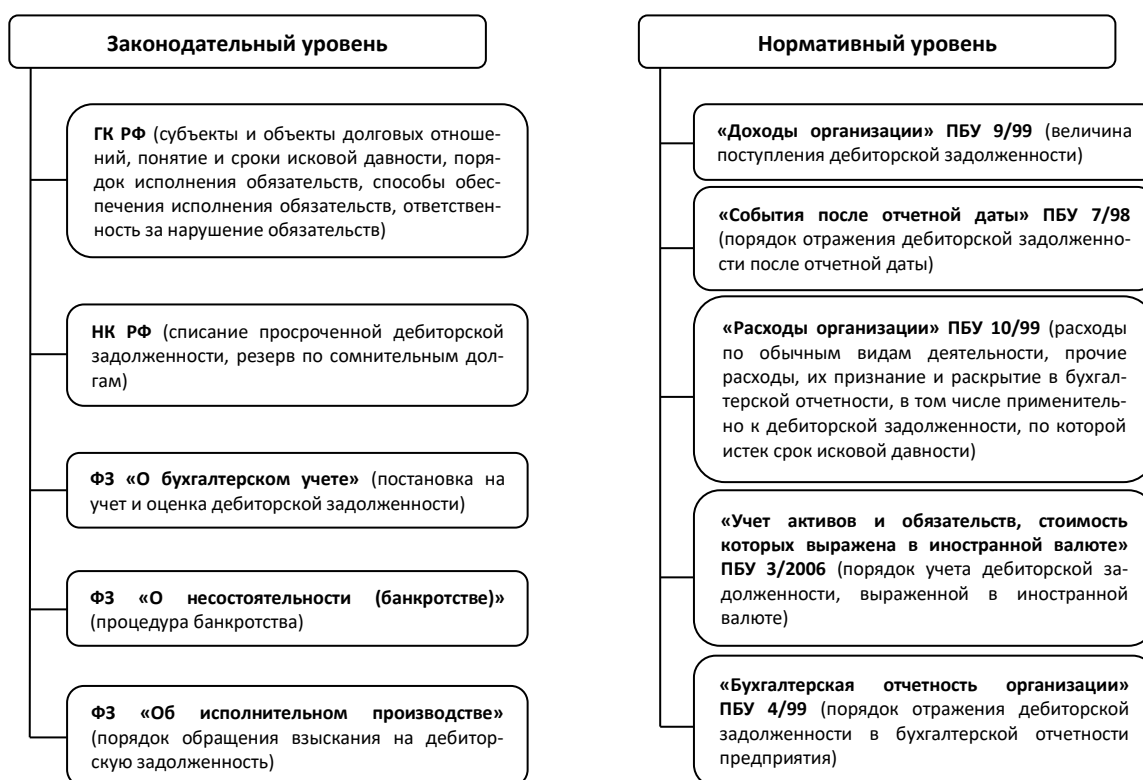 Законодательный уровень
ГК РФ (субъекты и объекты долговых отноше-
ний, понятие и сроки исковой давности, поря-
док исполнения обязательств, способы обес-
печения исполнения обязательств, ответствен-
ность за нарушение обязательств)
НК РФ (списание просроченной дебиторской
задолженности, резерв по сомнительным дол-
гам)
ФЗ «О бухгалтерском учете» (постановка на
учет и оценка дебиторской задолженности)
ФЗ «О несостоятельности (банкротстве)»
(процедура банкротства)
ФЗ «Об исполнительном производстве»
(порядок обращения взыскания на дебитор-
скую задолженность)
Нормативный уровень
«Доходы организации» ПБУ 9/99 (величина
поступления дебиторской задолженности)
«События после отчетной даты» ПБУ 7/98
(порядок отражения дебиторской задолженно-
сти после отчетной даты)
«Расходы организации» ПБУ 10/99 (расходы
по обычным видам деятельности, прочие
расходы, их признание и раскрытие в бухгал-
терской отчетности, в том числе применитель-
но к дебиторской задолженности, по которой
истек срок исковой давности)
«Учет активов и обязательств, стоимость
которых выражена в иностранной валюте»
ПБУ 3/2006 (порядок учета дебиторской за-
долженности, выраженной в иностранной
валюте)
«Бухгалтерская отчетность организации»
ПБУ 4/99 (порядок отражения дебиторской
задолженности в бухгалтерской отчетности
предприятия)